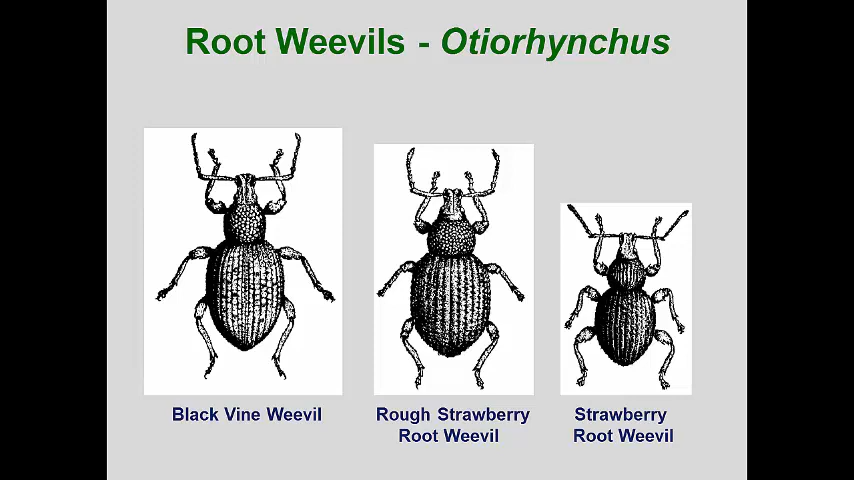 Root Weevils - Otiorhynchus
Black Vine Weevil
Rough Strawberry
Root Weevil
Strawberry
Root Weevil